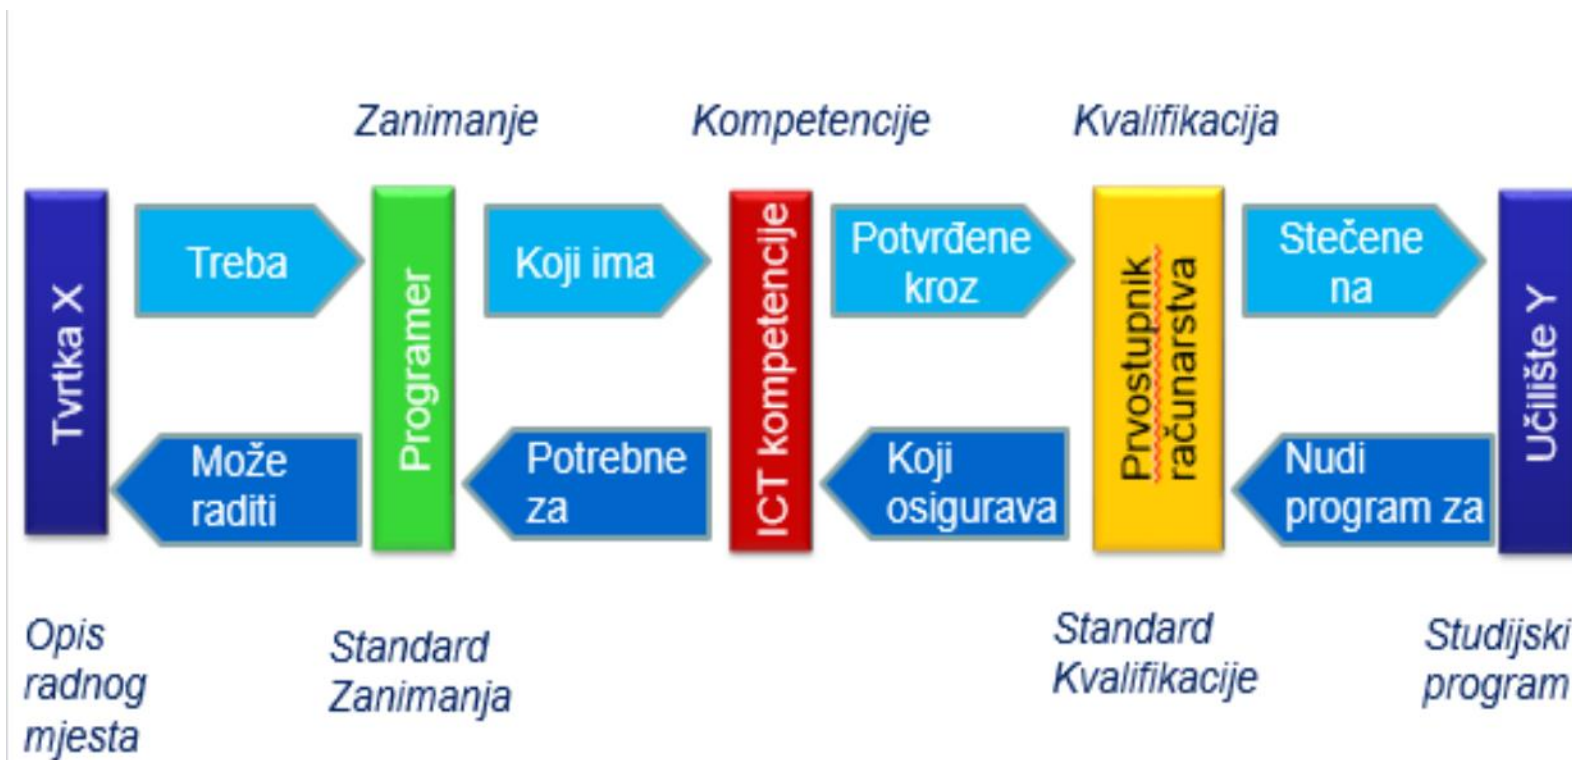 Zanimanje
Kompetencije
Kvalifikacija
Tvrtka X
Treba
Programer
Koji ima
ICT kompetencije
Potvrđene
kroz
Prvostupnik
računarstva
Stečene
na
Učilište Y
Može
raditi
Potrebne
za
Koji
osigurava
Nudi
program za
Opis
radnog
mjesta
Standard
Zanimanja
Standard
Kvalifikacije
Studijski
program